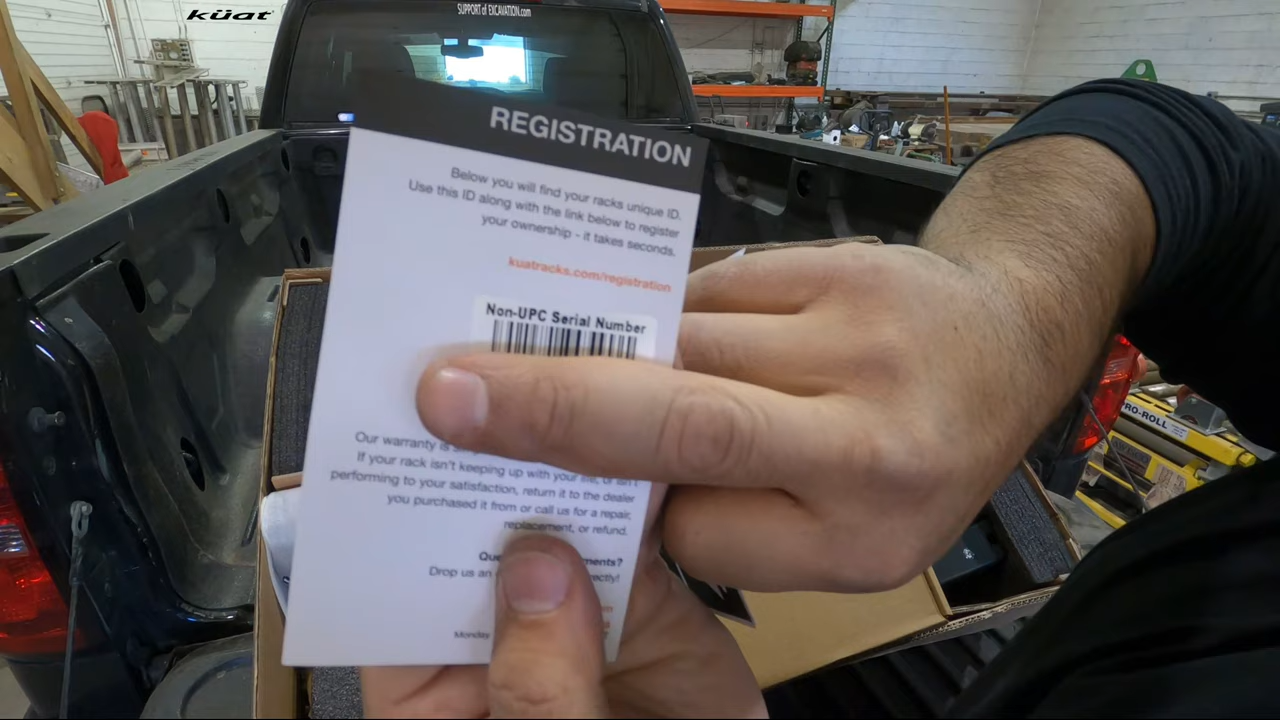 küat
SUPPORT of EXCAVATION.com
REGISTRATION
Below you will find your racks unique ID.
Use this ID along with the link below to register
your ownership - it takes seconds.
kuatracks.com/registration
Non-UPC Serial Number
Our warranty is
If your rack isn't keeping up with your life, or isn't
performing to your satisfaction, return it to the dealer
you purchased it from or call us for a repair,
replacement, or refund.
Drop us an
Monday
PRO-ROLL